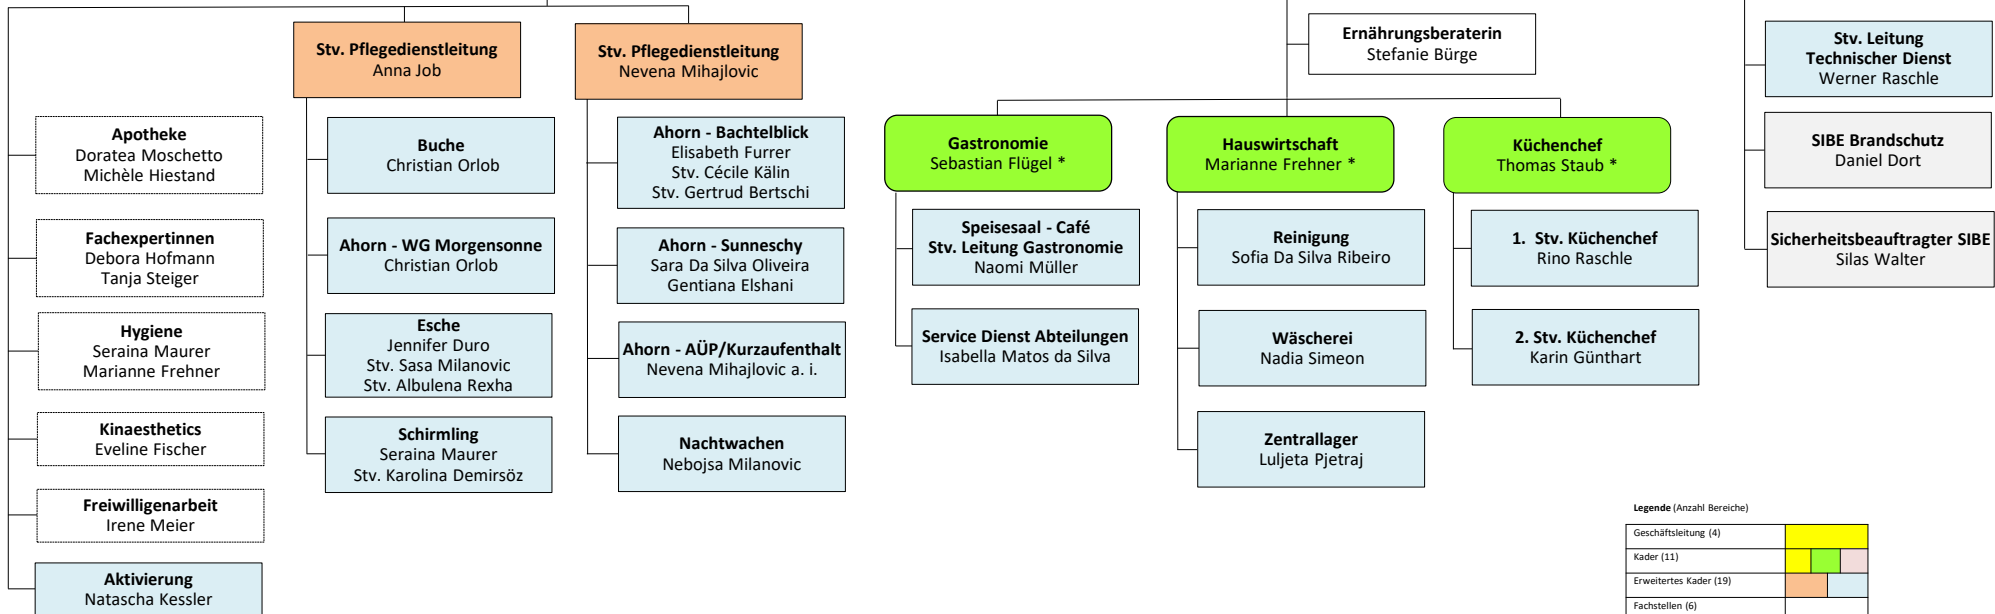 Apotheke
Doratea Moschetto
Michèle Hiestand
Fachexpertinnen
Debora Hofmann
Tanja Steiger
Hygiene
Seraina Maurer
Marianne Frehner
Kinaesthetics
Eveline Fischer
Freiwilligenarbeit
Irene Meier
Aktivierung
Natascha Kessler
Stv. Pflegedienstleitung
Anna Job
Buche
Christian Orlob
Ahorn - WG Morgensonne
Christian Orlob
Esche
Jennifer Duro
Stv. Sasa Milanovic
Stv. Albulena Rexha
Schirmling
Seraina Maurer
Stv. Karolina Demirsöz
Stv. Pflegedienstleitung
Nevena Mihajlovic
Ahorn - Bachtelblick
Elisabeth Furrer
Stv. Cécile Kälin
Stv. Gertrud Bertschi
Ahorn - Sunneschy
Sara Da Silva Oliveira
Gentiana Elshani
Ahorn - AÜP/Kurzaufenthalt
Nevena Mihajlovic a. i.
Nachtwachen
Nebojsa Milanovic
Ernährungsberaterin
Stefanie Bürge
Gastronomie
Sebastian Flügel *
Speisesaal - Café
Stv. Leitung Gastronomie
Naomi Müller
Service Dienst Abteilungen
Isabella Matos da Silva
Hauswirtschaft
Marianne Frehner *
Reinigung
Sofia Da Silva Ribeiro
Wäscherei
Nadia Simeon
Zentrallager
Luljeta Pjetraj
Küchenchef
Thomas Staub *
1. Stv. Küchenchef
Rino Raschle
2. Stv. Küchenchef
Karin Günthart
Stv. Leitung
Technischer Dienst
Werner Raschle
SIBE Brandschutz
Daniel Dort
Sicherheitsbeauftragter SIBE
Silas Walter
Legende (Anzahl Bereiche)
Geschäftsleitung (4)
Kader (11)
Erweitertes Kader (19)
Fachstellen (6)